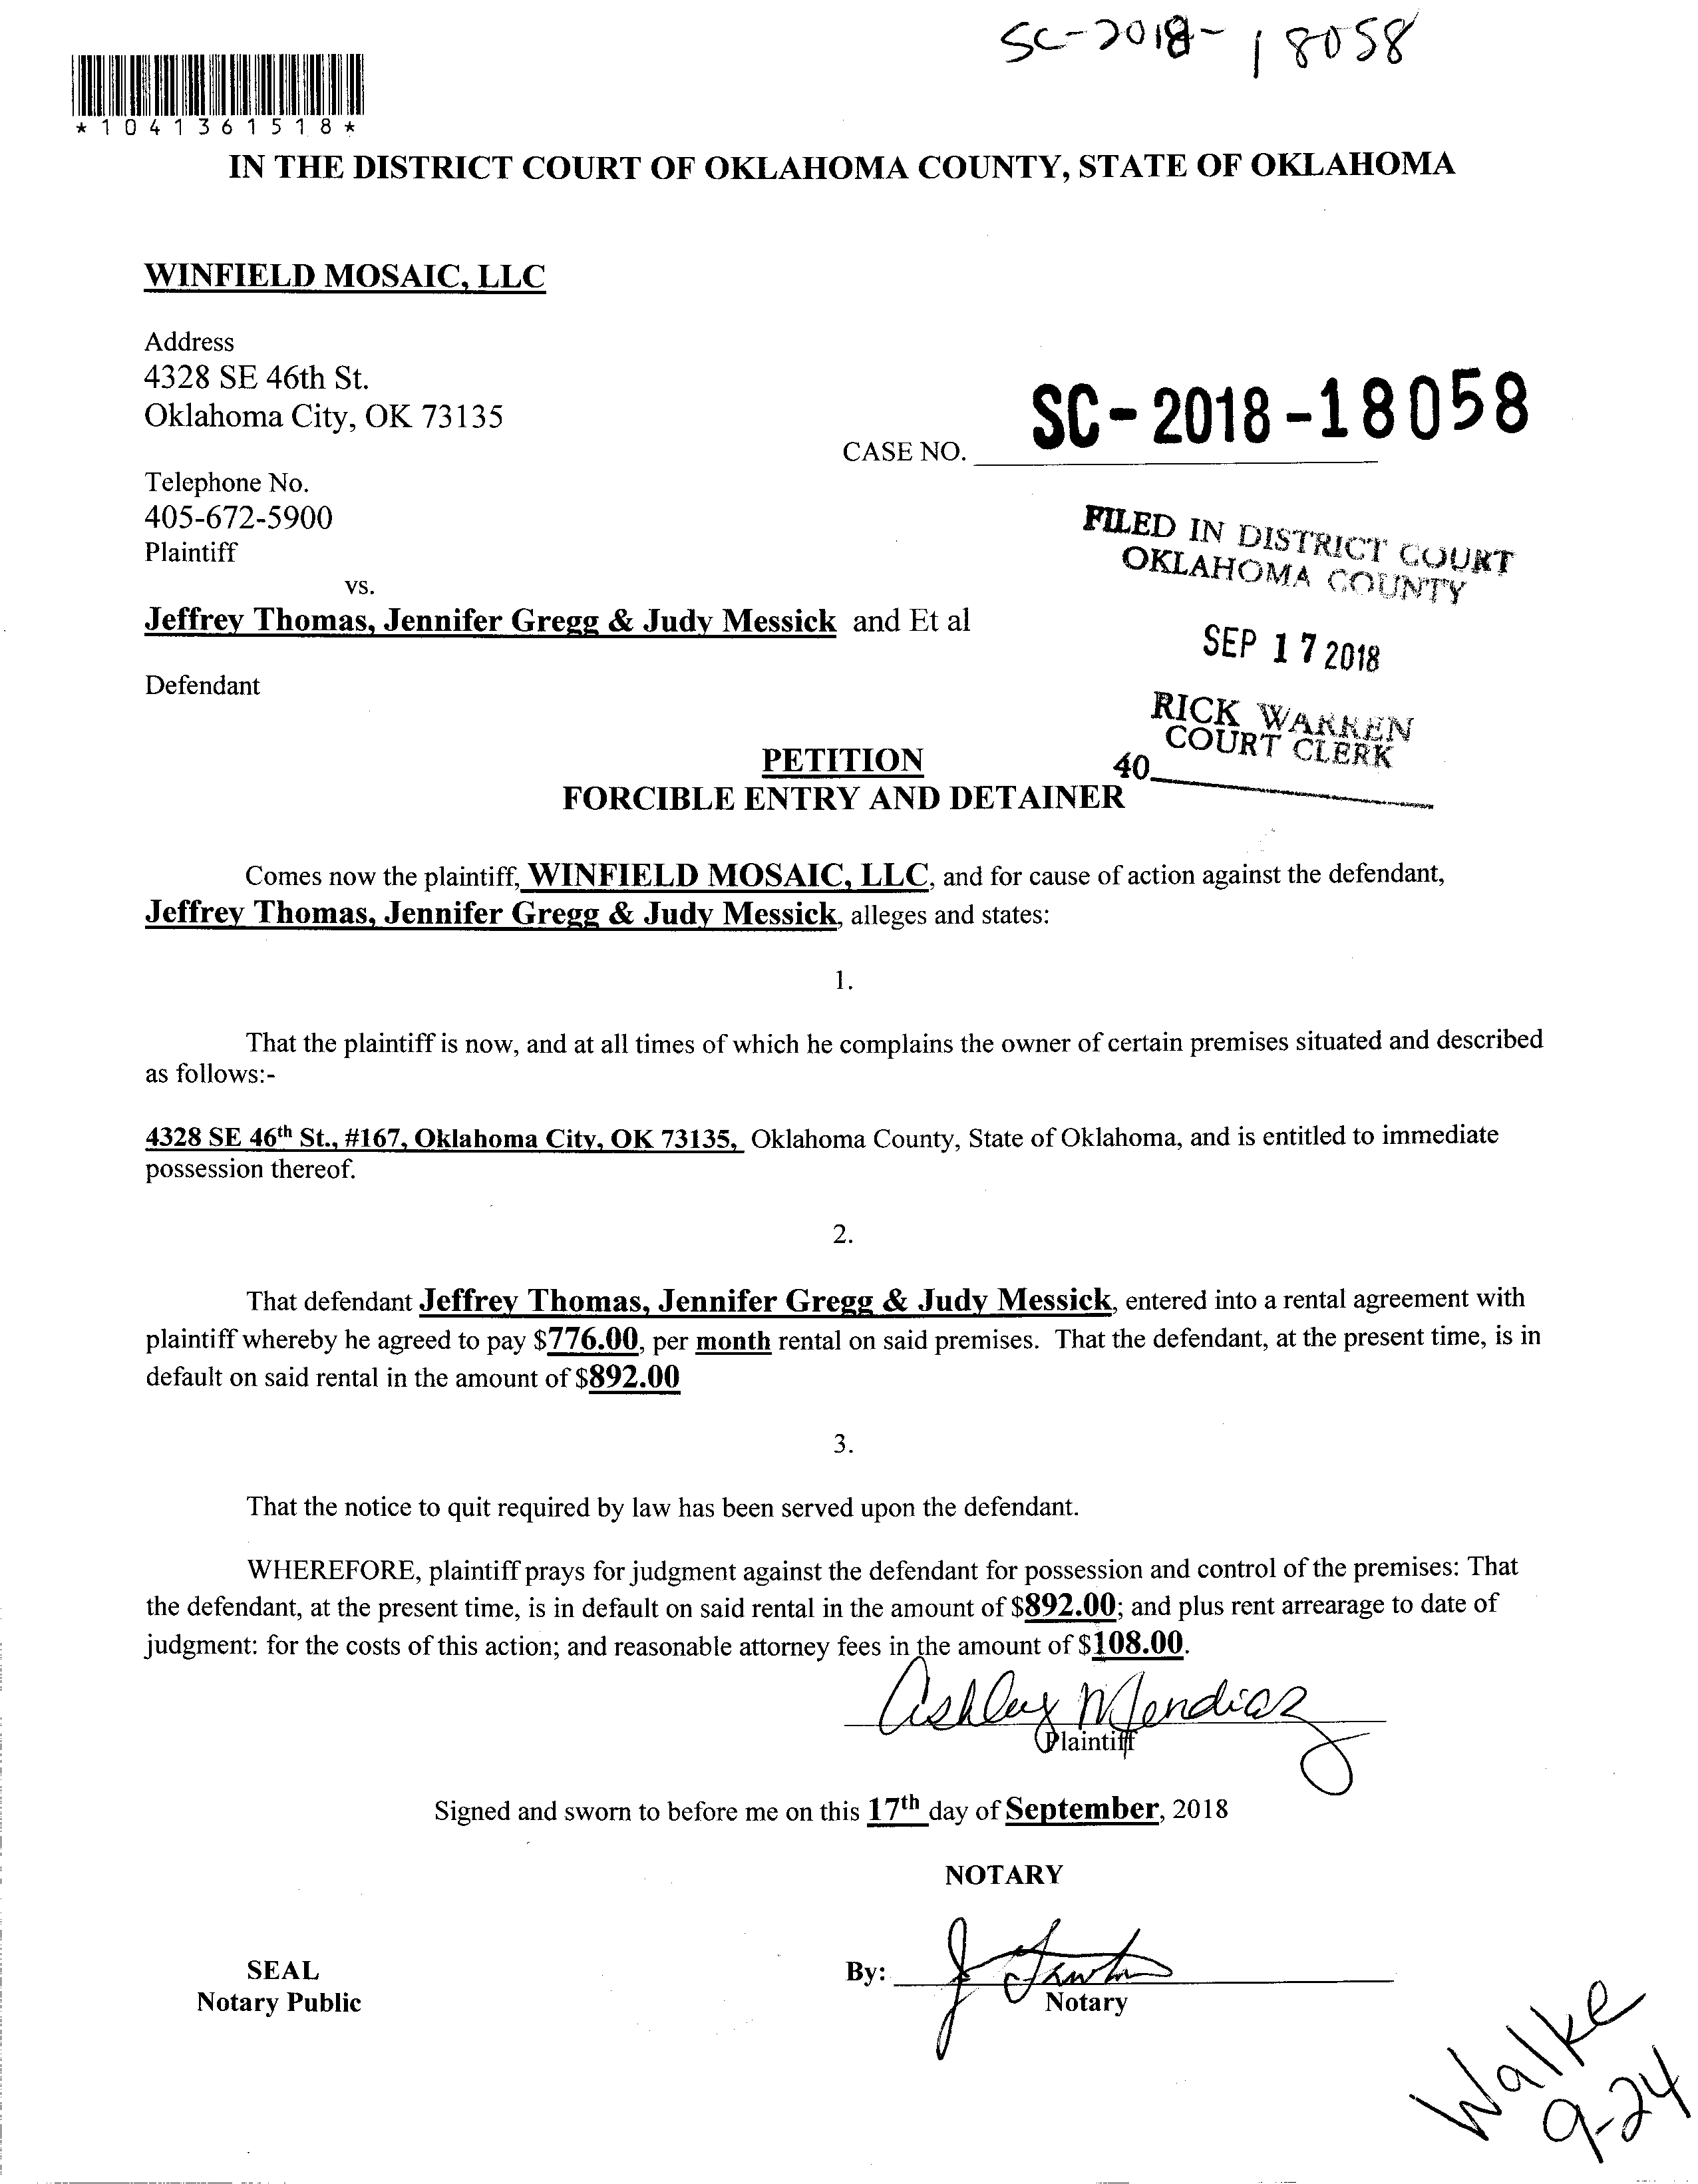 SC-2018-18058
*1041361518*
IN THE DISTRICT COURT OF OKLAHOMA COUNTY, STATE OF OKLAHOMA
WINFIELD MOSAIC, LLC
Address
4328 SE 46th St.
Oklahoma City, OK 73135
CASE NO. SC-2018-18058
Telephone No.
405-672-5900
Plaintiff
FILED IN DISTRICT COURT
OKLAHOMA COUNTY
vs.
Jeffrey Thomas, Jennifer Gregg & Judy Messick and Et al
SEP 17 2018
Defendant
RICK WARREN
COURT CLERK
40
PETITION
FORCIBLE ENTRY AND DETAINER
Comes now the plaintiff, WINFIELD MOSAIC, LLC, and for cause of action against the defendant,
Jeffrey Thomas, Jennifer Gregg & Judy Messick, alleges and states:
1.
That the plaintiff is now, and at all times of which he complains the owner of certain premises situated and described
as follows:-
4328 SE 46th St., #167, Oklahoma City, OK 73135, Oklahoma County, State of Oklahoma, and is entitled to immediate
possession thereof.
2.
That defendant Jeffrey Thomas, Jennifer Gregg & Judy Messick, entered into a rental agreement with
plaintiff whereby he agreed to pay $776.00, per month rental on said premises. That the defendant, at the present time, is in
default on said rental in the amount of $892.00
3.
That the notice to quit required by law has been served upon the defendant.
WHEREFORE, plaintiff prays for judgment against the defendant for possession and control of the premises: That
the defendant, at the present time, is in default on said rental in the amount of $892.00; and plus rent arrearage to date of
judgment: for the costs of this action; and reasonable attorney fees in the amount of $108.00.
Ashley Mendiaz
Plaintiff
Signed and sworn to before me on this 17th day of September, 2018
NOTARY
SEAL
By:
Notary Public
Notary
Walke
9-24